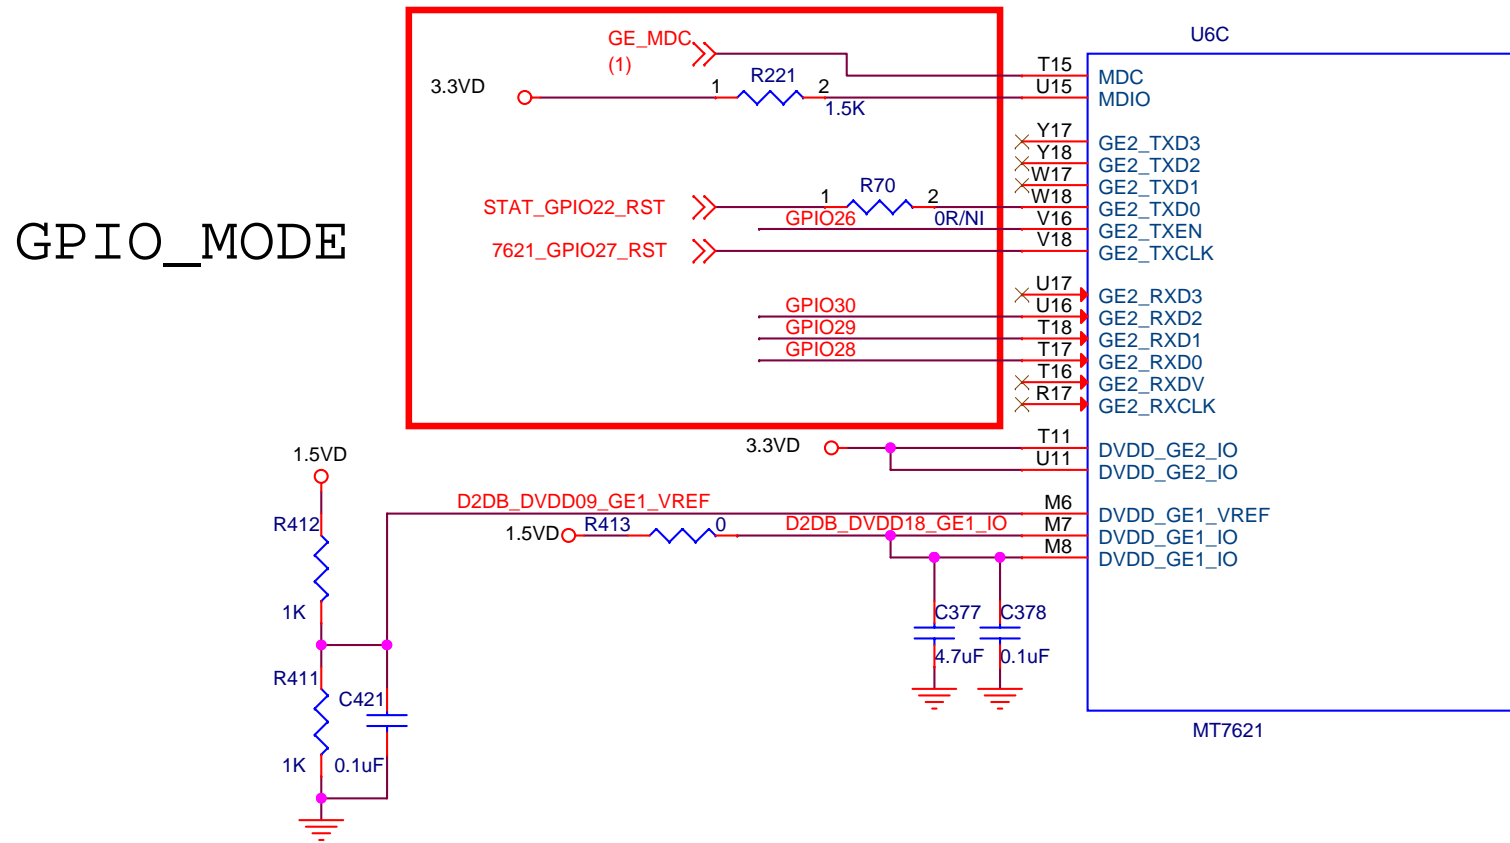 U6C
GE_MDC
(1)
3.3VD
1
R221
2
1.5K
T15
MDC
U15
MDIO
Y17
GE2_TXD3
Y18
GE2_TXD2
W17
GE2_TXD1
STAT_GPIO22_RST
1
R70
2
0R/NI
W18
GE2_TXD0
GPIO26
V16
GE2_TXEN
GPIO_MODE
7621_GPIO27_RST
V18
GE2_TXCLK
U17
GE2_RXD3
GPIO30
U16
GE2_RXD2
GPIO29
T18
GE2_RXD1
GPIO28
T17
GE2_RXD0
T16
GE2_RXDV
R17
GE2_RXCLK
3.3VD
T11
DVDD_GE2_IO
U11
DVDD_GE2_IO
1.5VD
D2DB_DVDD09_GE1_VREF
M6
DVDD_GE1_VREF
R412
1.5VD
R413
0
D2DB_DVDD18_GE1_IO
M7
DVDD_GE1_IO
M8
DVDD_GE1_IO
1K
C377
C378
4.7uF
0.1uF
R411
C421
1K
0.1uF
MT7621